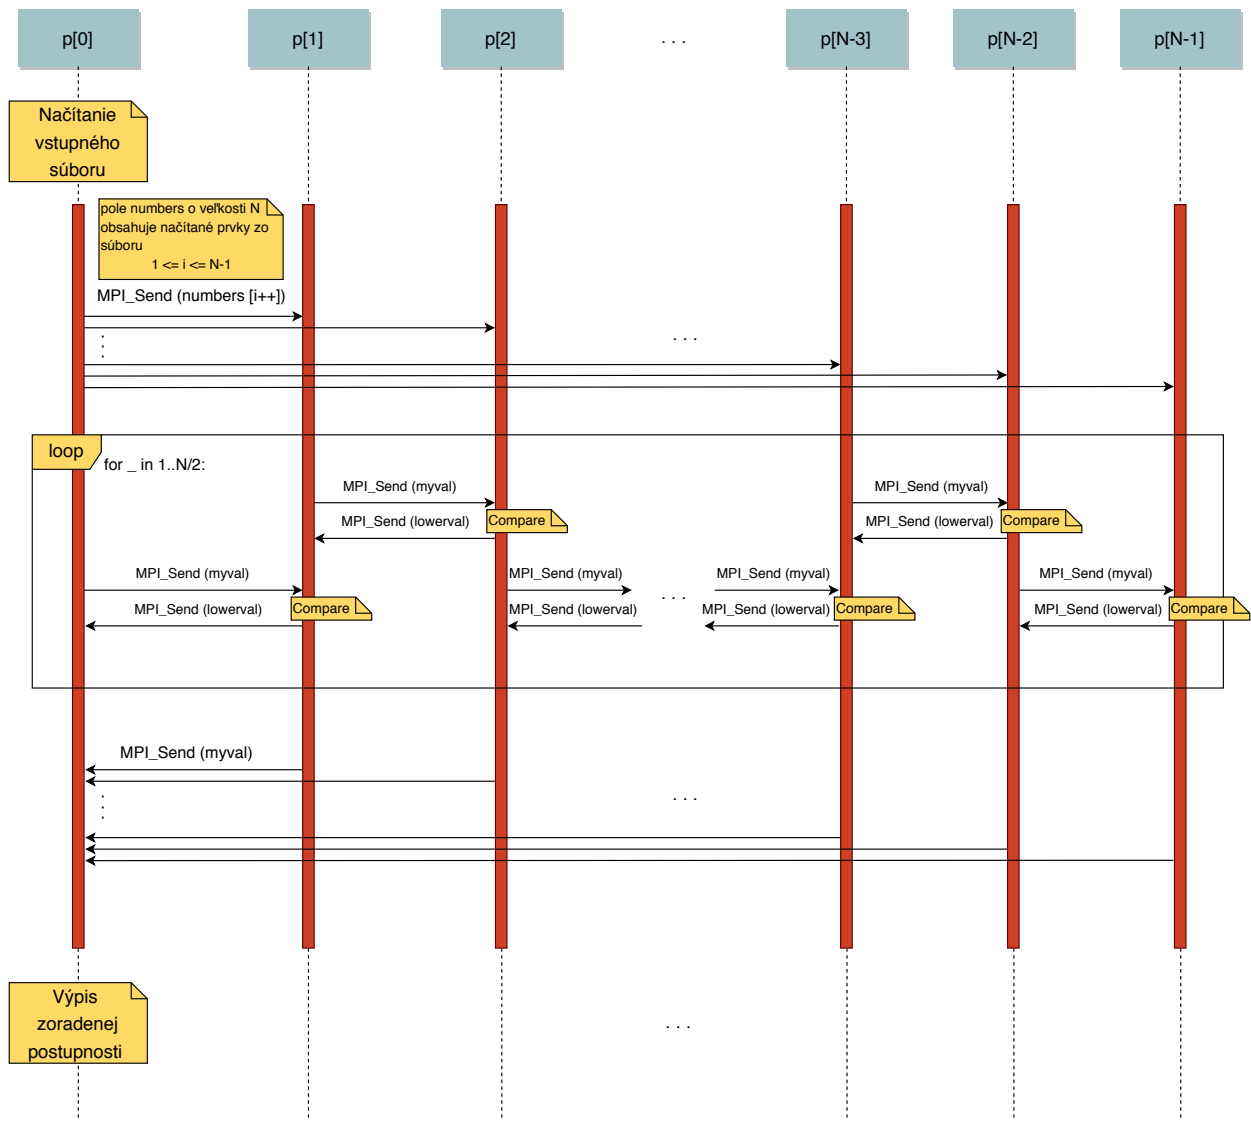 p[0]
p[1]
p[2]
. . .
p[N-3]
p[N-2]
p[N-1]
Načítanie
vstupného
súboru
pole numbers o veľkosti N
obsahuje načítané prvky zo
súboru
1 <= i <= N-1
MPI_Send (numbers [i++])
. . .
. . .
loop
for _ in 1..N/2:
MPI_Send (myval)
MPI_Send (myval)
MPI_Send (lowerval)
Compare
MPI_Send (lowerval)
Compare
MPI_Send (myval)
MPI_Send (myval)
MPI_Send (myval)
MPI_Send (myval)
. . .
MPI_Send (lowerval)
Compare
MPI_Send (lowerval)
MPI_Send (lowerval)
Compare
MPI_Send (lowerval)
Compare
MPI_Send (myval)
. . .
. . .
Výpis
zoradenej
postupnosti
. . .